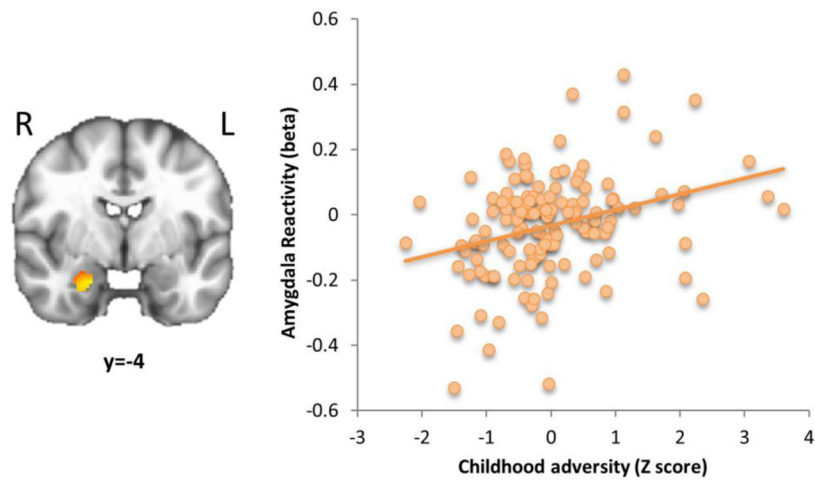 R
L
y=-4
Amygdala Reactivity (beta)
0.6
0.4
0.2
0
-0.2
-0.4
-0.6
-3 -2 -1 0 1 2 3 4
Childhood adversity (Z score)